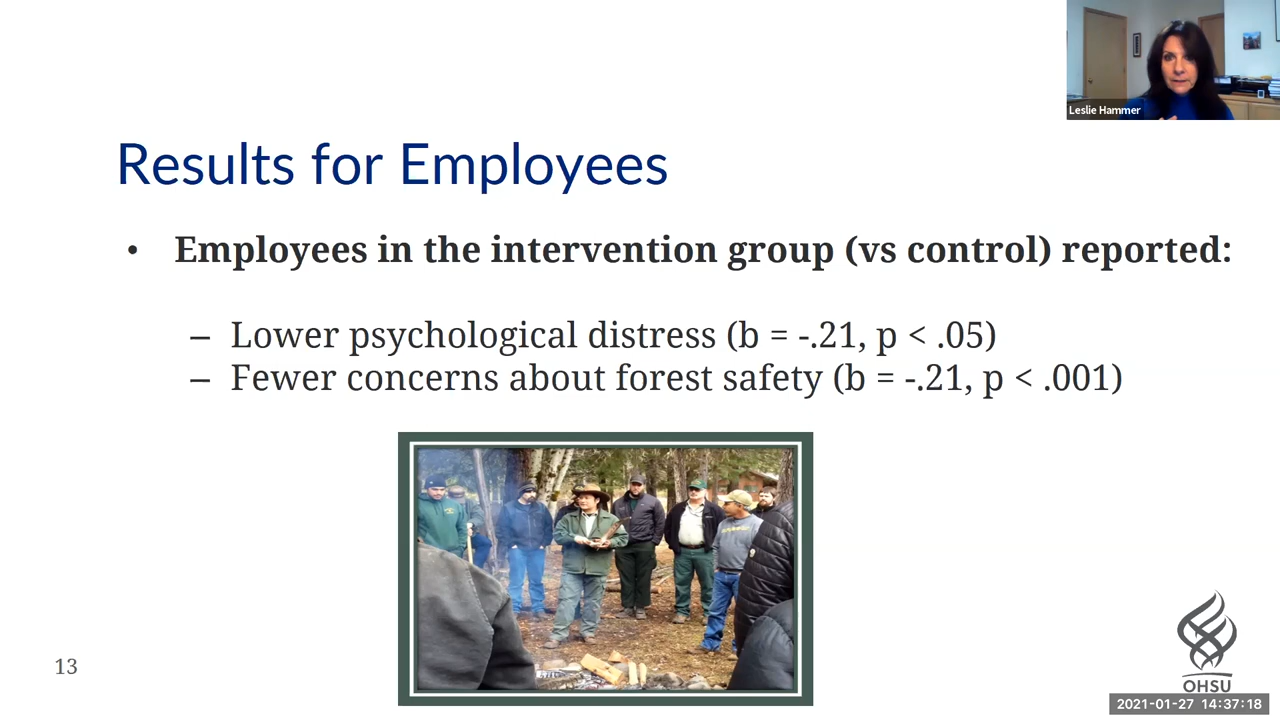 Leslie Hammer
Results for Employees
• Employees in the intervention group (vs control) reported:
– Lower psychological distress (b = -.21, p < .05)
– Fewer concerns about forest safety (b = -.21, p < .001)
13
OHSU
2021-01-27 14:37:18